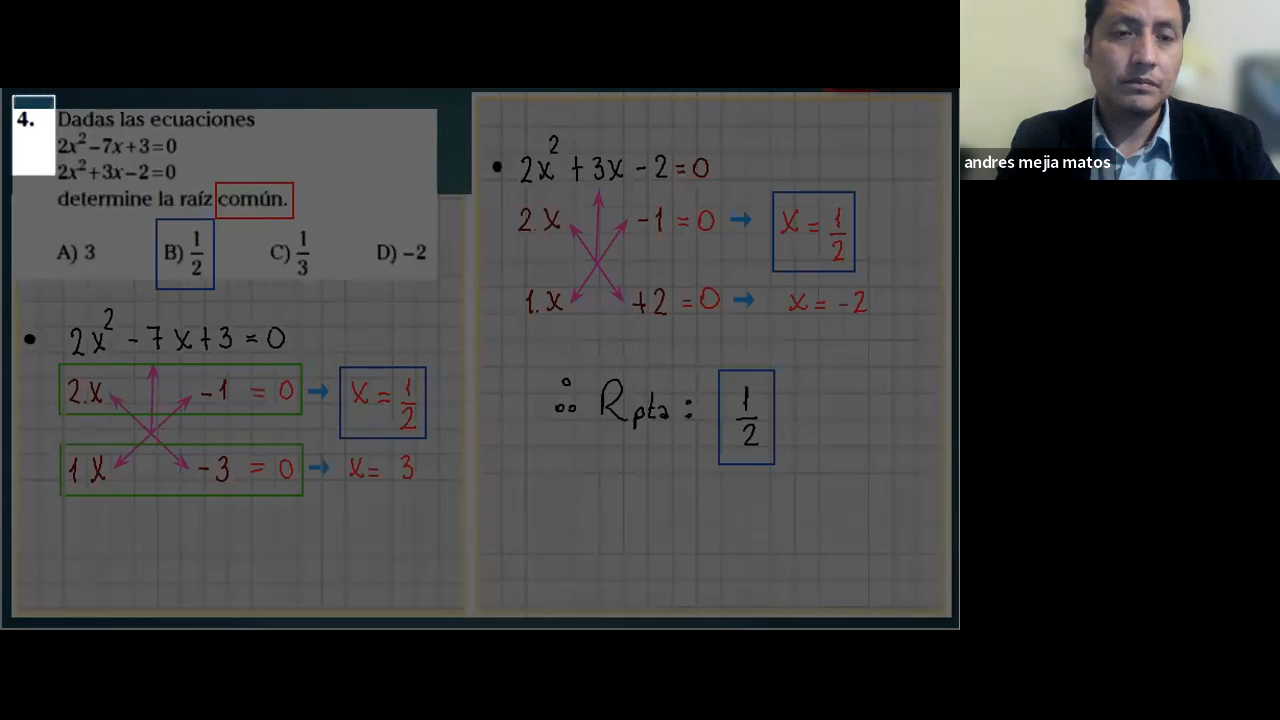 4. Dadas las ecuaciones
2x²−7x+3=0
2x²+3x−2=0
determine la raíz común.
A) 3 B) 1/2 C) 1/3 D) −2
• 2x² − 7x + 3 = 0
2.x −1 = 0 → x = 1/2
1 x −3 = 0 → x = 3
• 2x² + 3x − 2 = 0
2.x −1 = 0 → x = 1/2
1.x +2 = 0 → x = −2
∴ Rpta : 1/2
andres mejia matos